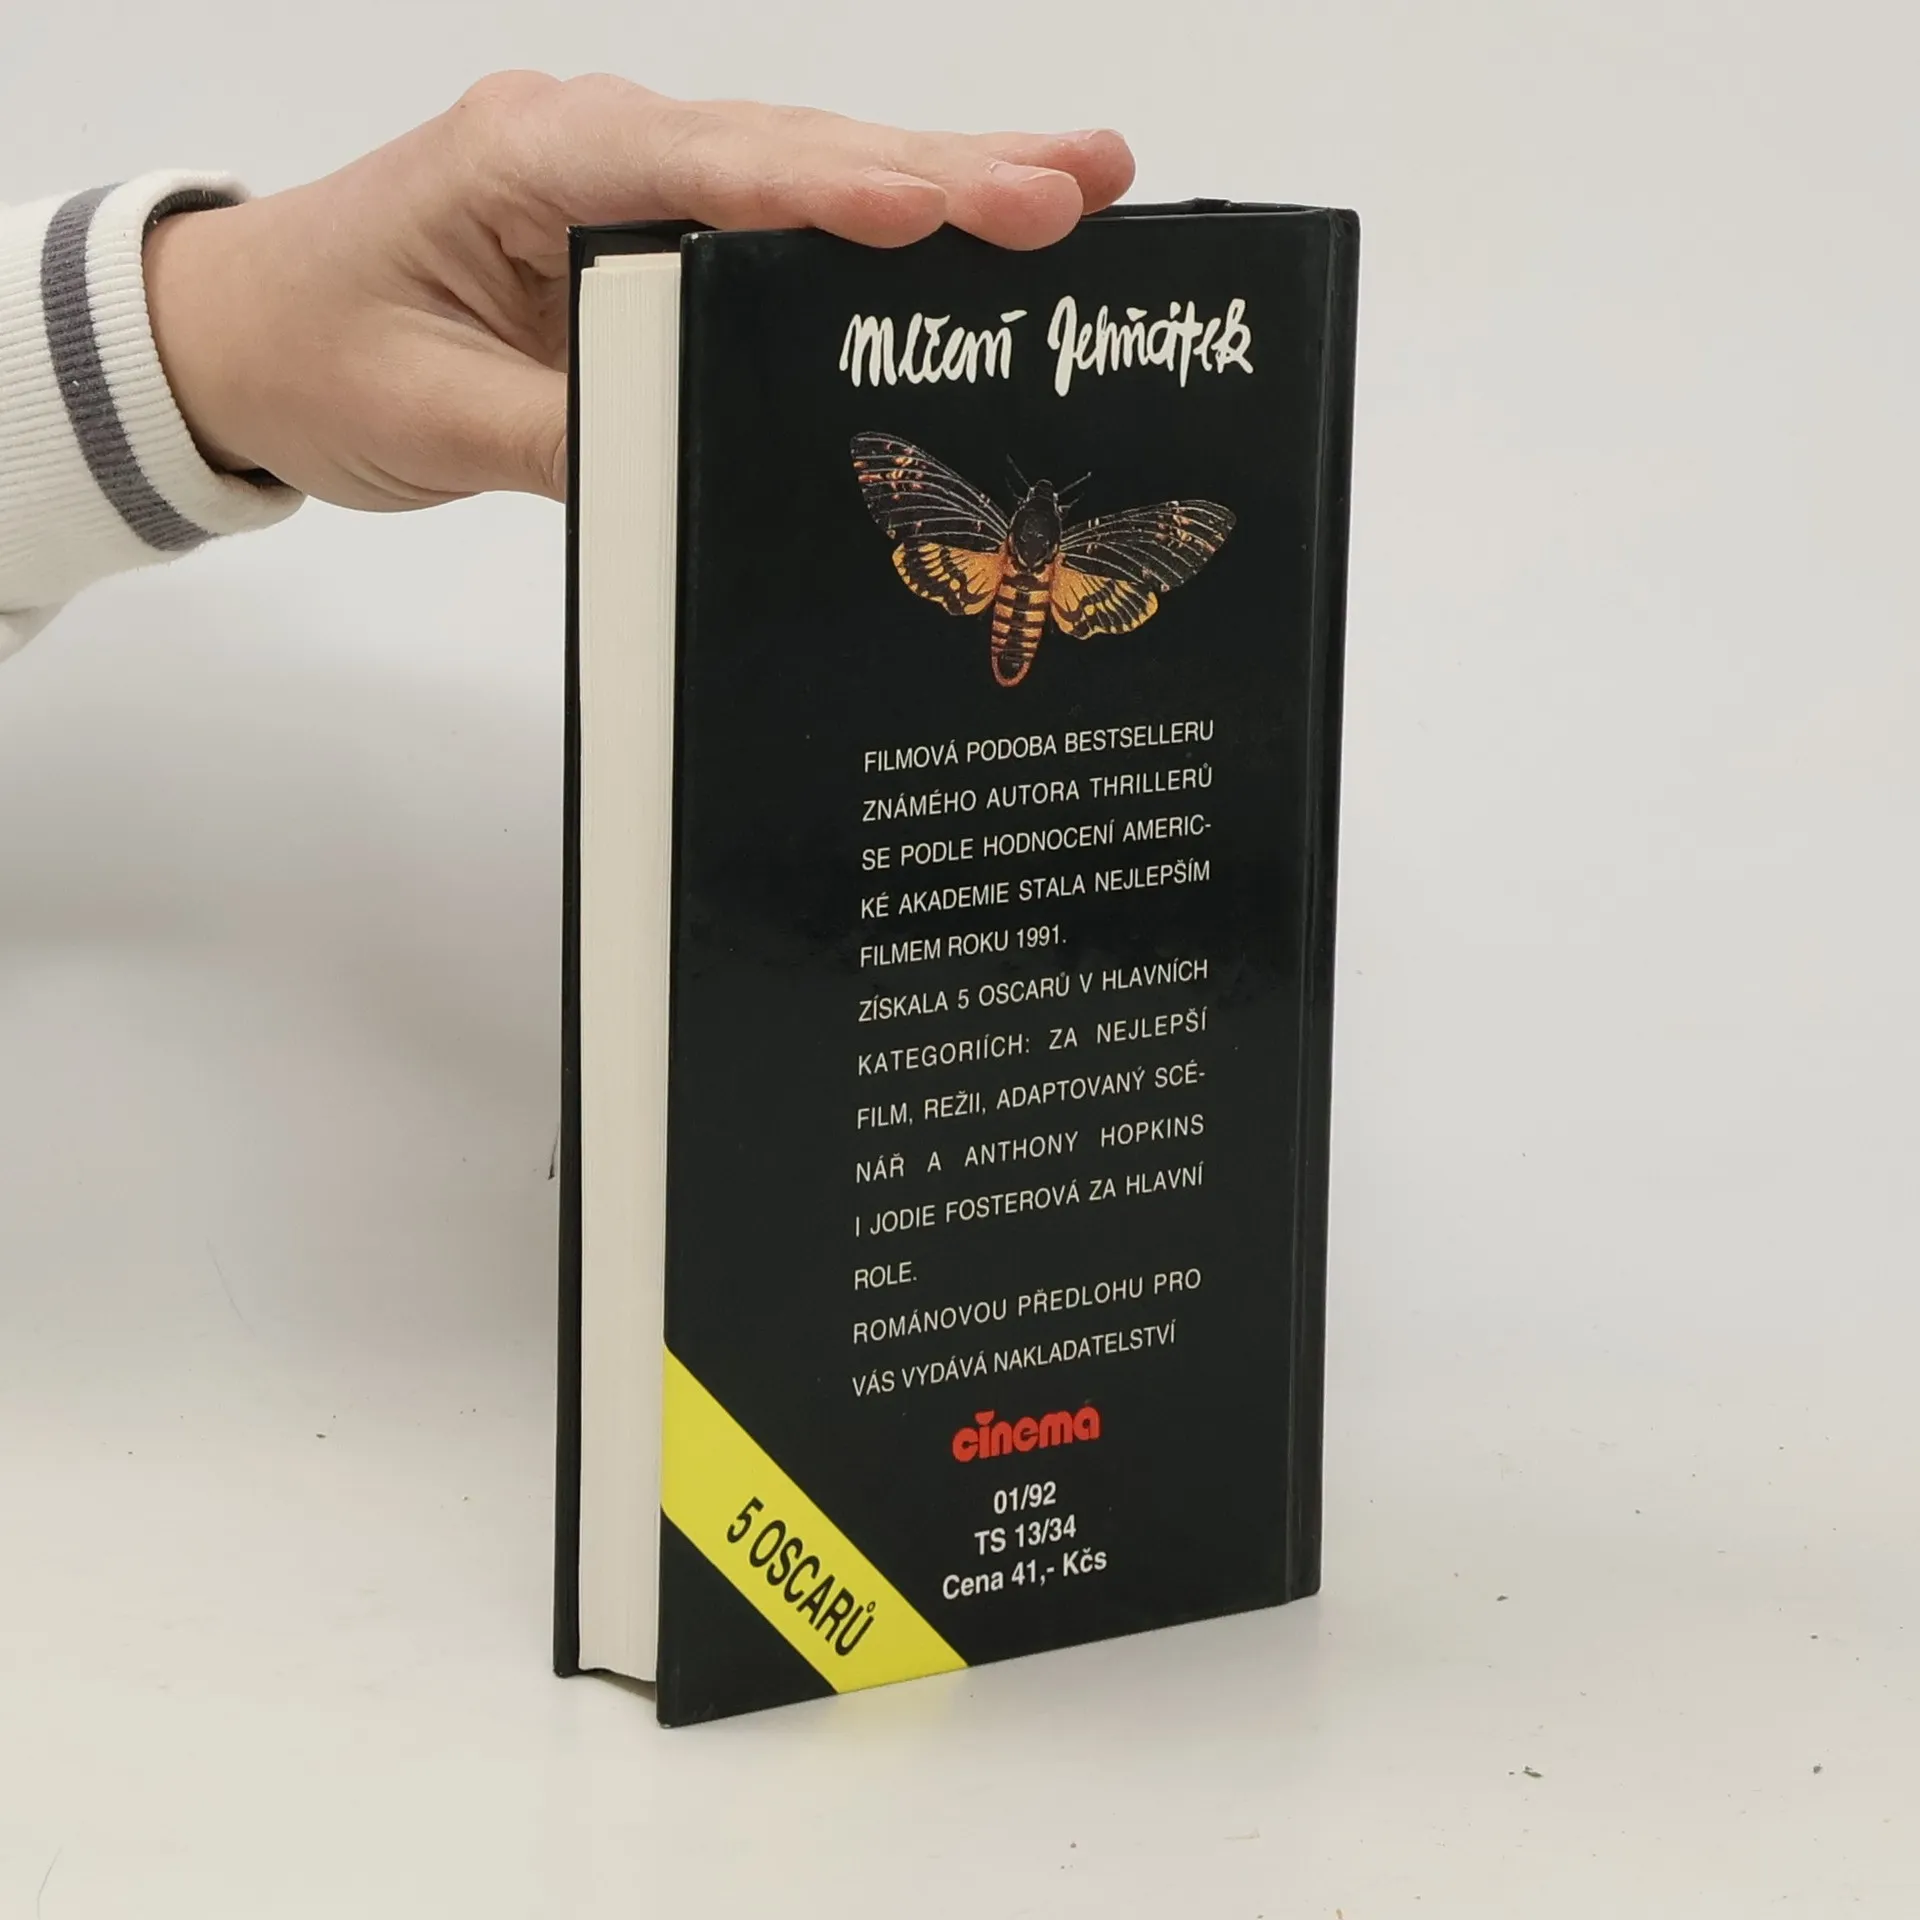 Mlčení Jehňátek
FILMOVÁ PODOBA BESTSELLERU
ZNÁMÉHO AUTORA THRILLERŮ
SE PODLE HODNOCENÍ AMERIC-
KÉ AKADEMIE STALA NEJLEPŠÍM
FILMEM ROKU 1991.
ZÍSKALA 5 OSCARŮ V HLAVNÍCH
KATEGORIÍCH: ZA NEJLEPŠÍ
FILM, REŽII, ADAPTOVANÝ SCÉ-
NÁŘ A ANTHONY HOPKINS
I JODIE FOSTEROVÁ ZA HLAVNÍ
ROLE.
ROMÁNOVOU PŘEDLOHU PRO
VÁS VYDÁVÁ NAKLADATELSTVÍ
cinema
01/92
TS 13/34
Cena 41,- Kčs
5 OSCARŮ